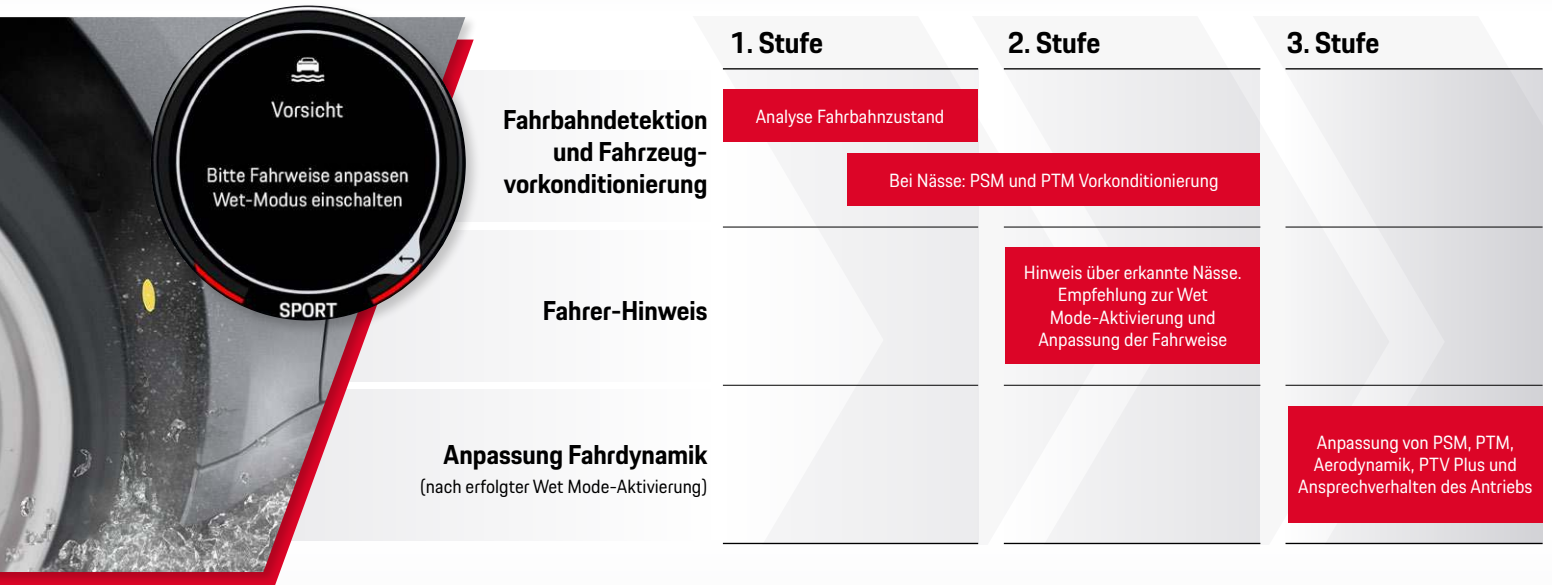 Vorsicht
Bitte Fahrweise anpassen
Wet-Modus einschalten
SPORT
1. Stufe
2. Stufe
3. Stufe
Fahrbahndetektion
und Fahrzeug-
vorkonditionierung
Analyse Fahrbahnzustand
Bei Nässe: PSM und PTM Vorkonditionierung
Fahrer-Hinweis
Hinweis über erkannte Nässe.
Empfehlung zur Wet
Mode-Aktivierung und
Anpassung der Fahrweise
Anpassung Fahrdynamik
(nach erfolgter Wet Mode-Aktivierung)
Anpassung von PSM, PTM,
Aerodynamik, PTV Plus und
Ansprechverhalten des Antriebs